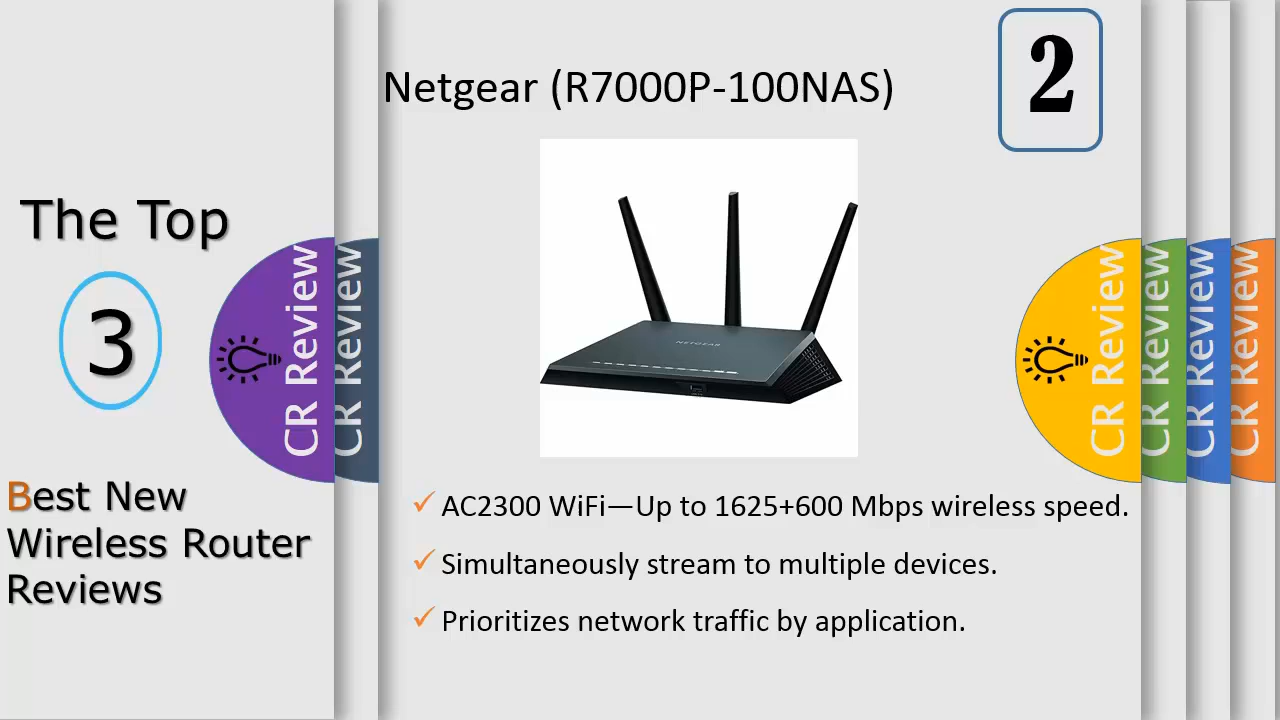 The Top
3
Best New
Wireless Router
Reviews
CR Review
CR Review
Netgear (R7000P-100NAS)
2
NETGEAR
AC2300 WiFi—Up to 1625+600 Mbps wireless speed.
Simultaneously stream to multiple devices.
Prioritizes network traffic by application.
CR Review
CR Review
CR Review
CR Review